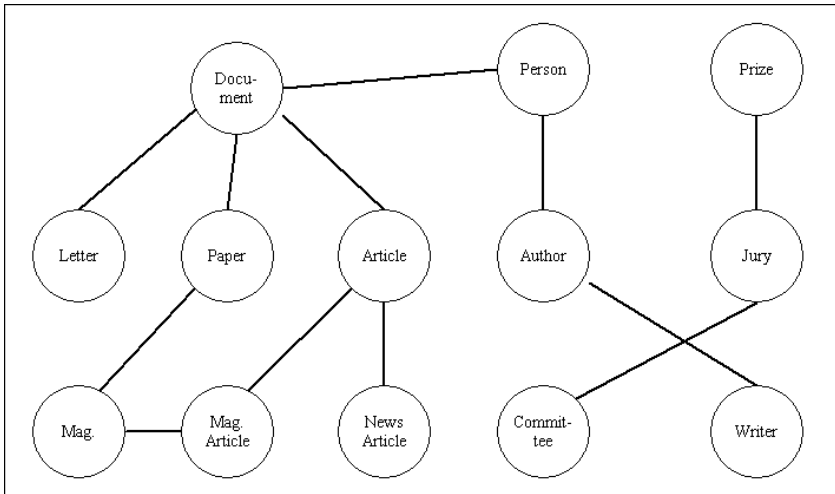 Docu-
ment
Person
Prize
Letter
Paper
Article
Author
Jury
Mag.
Mag.
Article
News
Article
Commit-
tee
Writer